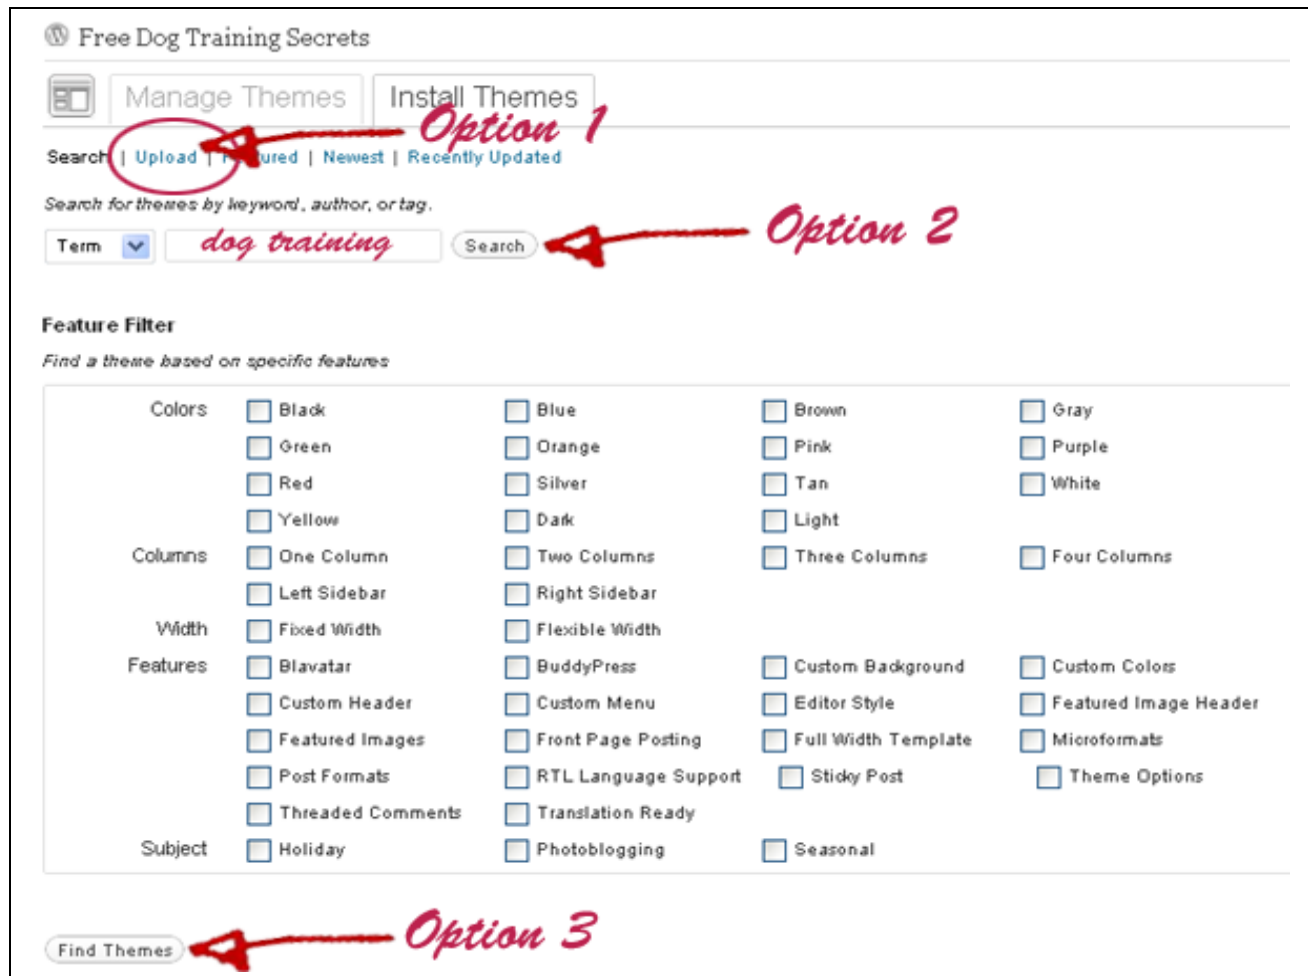 Free Dog Training Secrets
Manage Themes Install Themes
Option 1
Search | Upload | Featured | Newest | Recently Updated
Search for themes by keyword, author, or tag.
Option 2
Term dog training Search
Feature Filter
Find a theme based on specific features
Colors Black Blue Brown Gray
Green Orange Pink Purple
Red Silver Tan White
Yellow Dark Light
Columns One Column Two Columns Three Columns Four Columns
Left Sidebar Right Sidebar
Width Fixed Width Flexible Width
Features Blavatar BuddyPress Custom Background Custom Colors
Custom Header Custom Menu Editor Style Featured Image Header
Featured Images Front Page Posting Full Width Template Microformats
Post Formats RTL Language Support Sticky Post Theme Options
Threaded Comments Translation Ready
Subject Holiday Photoblogging Seasonal
Option 3
Find Themes